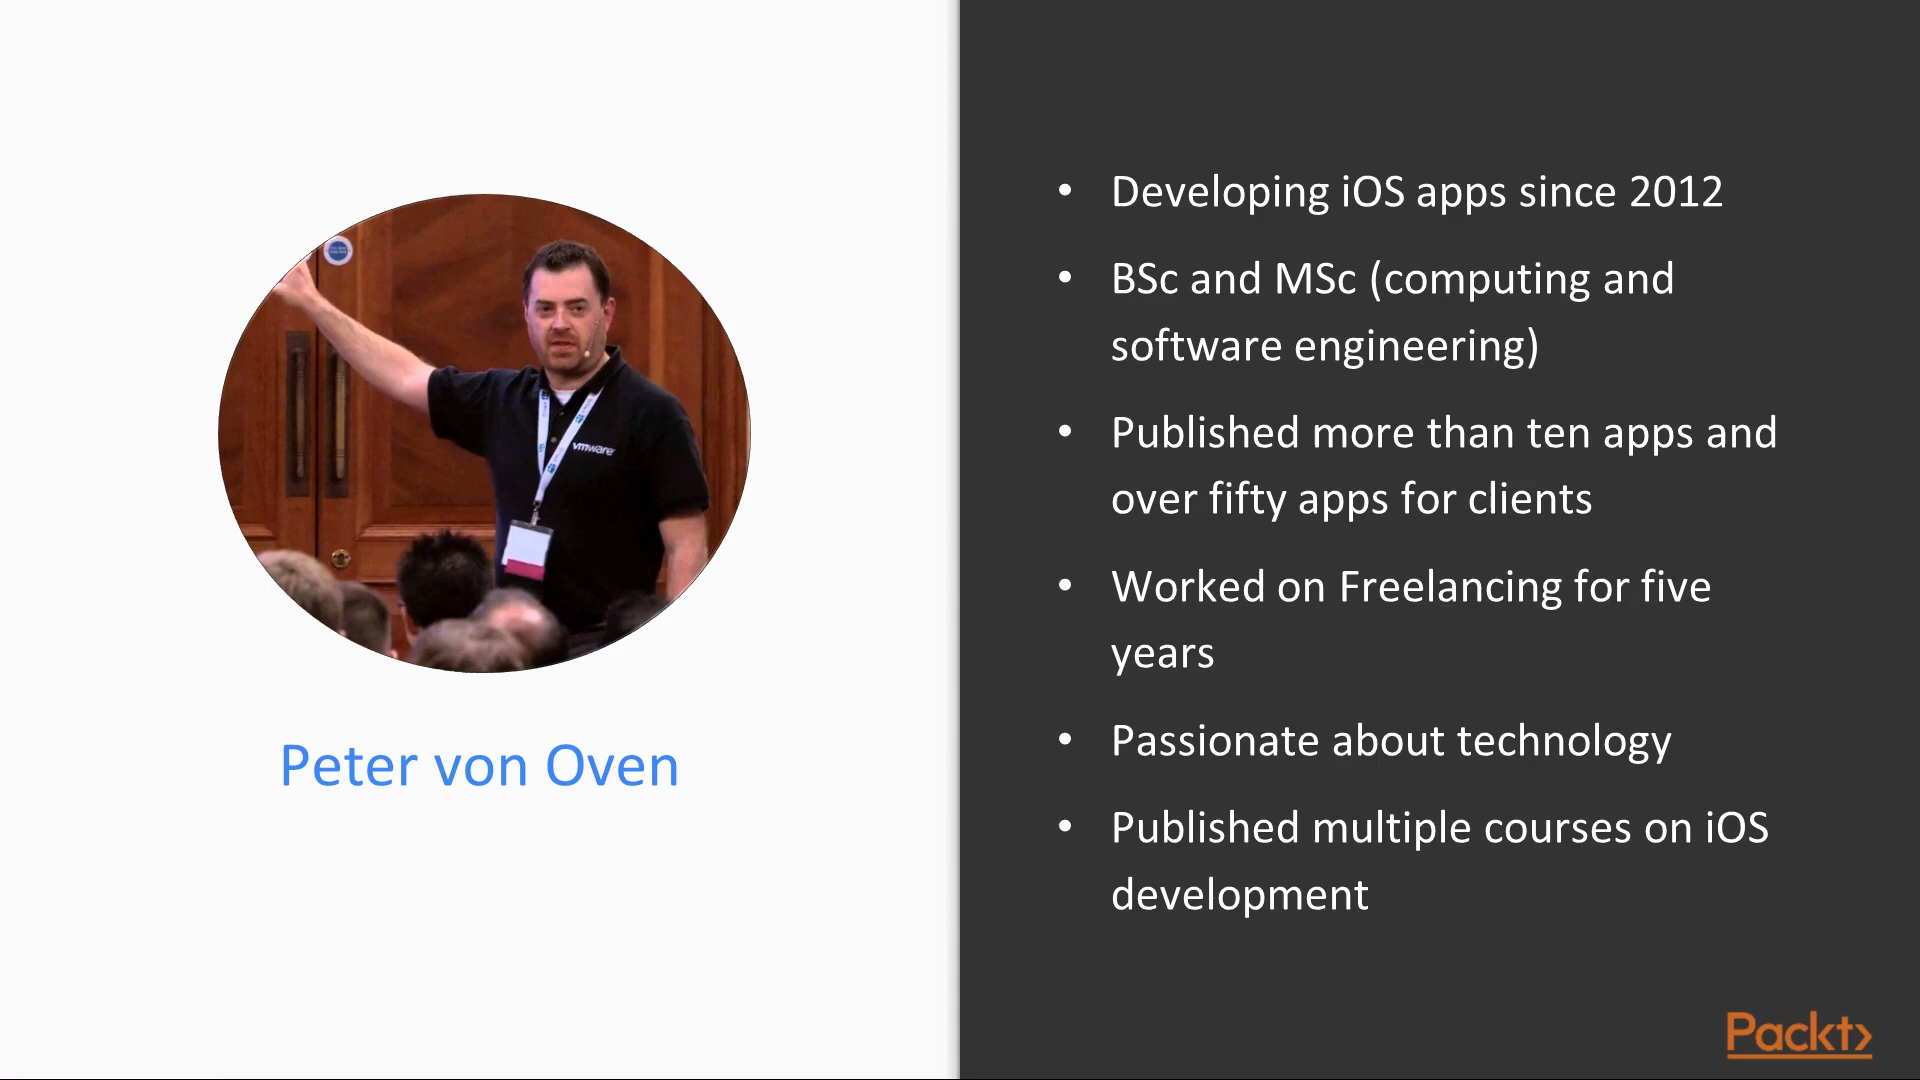 vmware
Peter von Oven
• Developing iOS apps since 2012
• BSc and MSc (computing and
software engineering)
• Published more than ten apps and
over fifty apps for clients
• Worked on Freelancing for five
years
• Passionate about technology
• Published multiple courses on iOS
development
Packt>